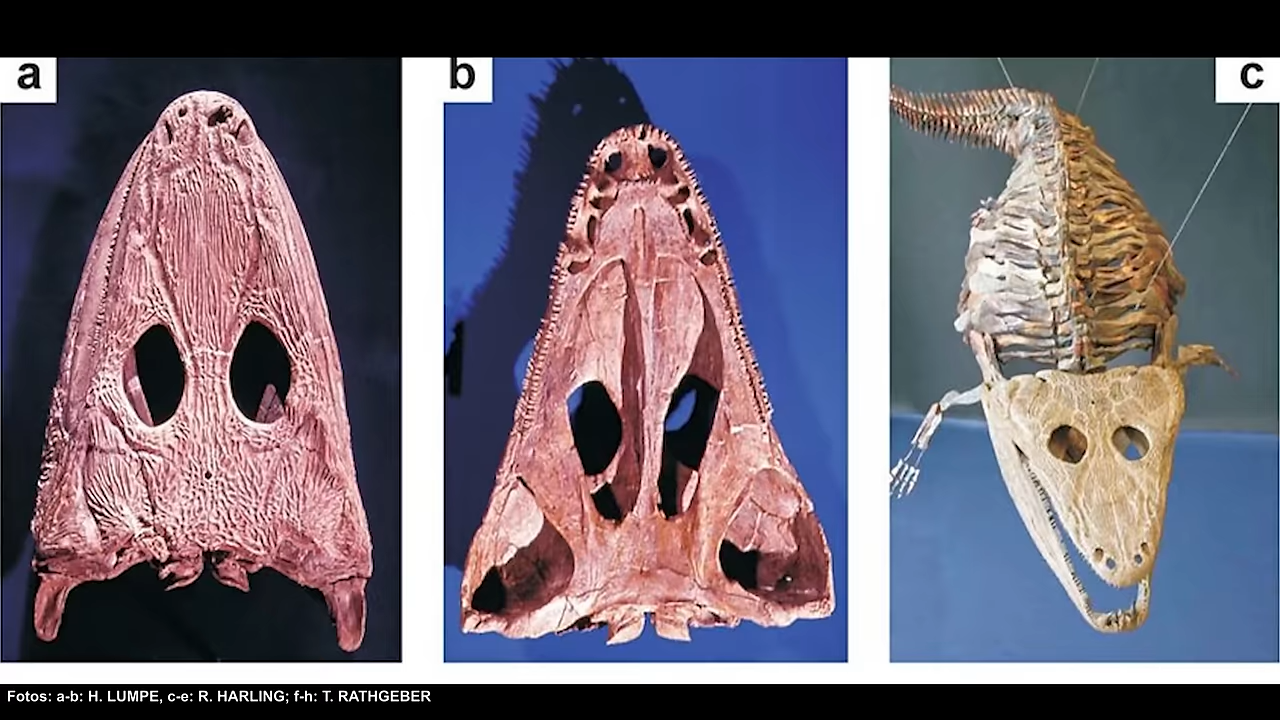 a
b
c
Fotos: a-b: H. LUMPE, c-e: R. HARLING; f-h: T. RATHGEBER